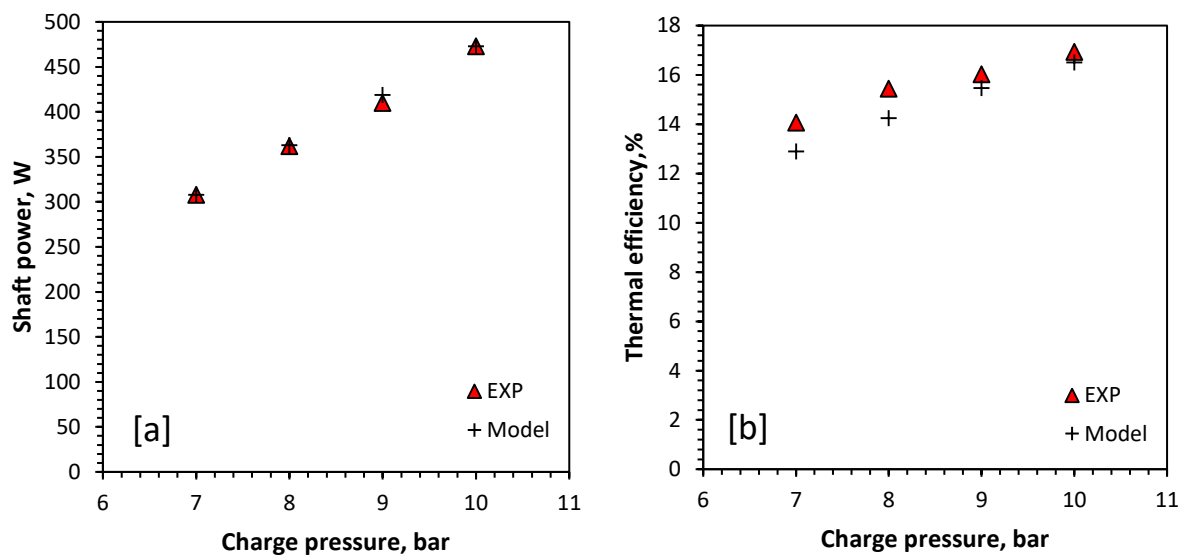 500
450
400
350
300
250
200
150
100
50
0
Shaft power, W
[a]
EXP
Model
6 7 8 9 10 11
Charge pressure, bar
18
16
14
12
10
8
6
4
2
0
Thermal efficiency,%
[b]
EXP
Model
6 7 8 9 10 11
Charge pressure, bar